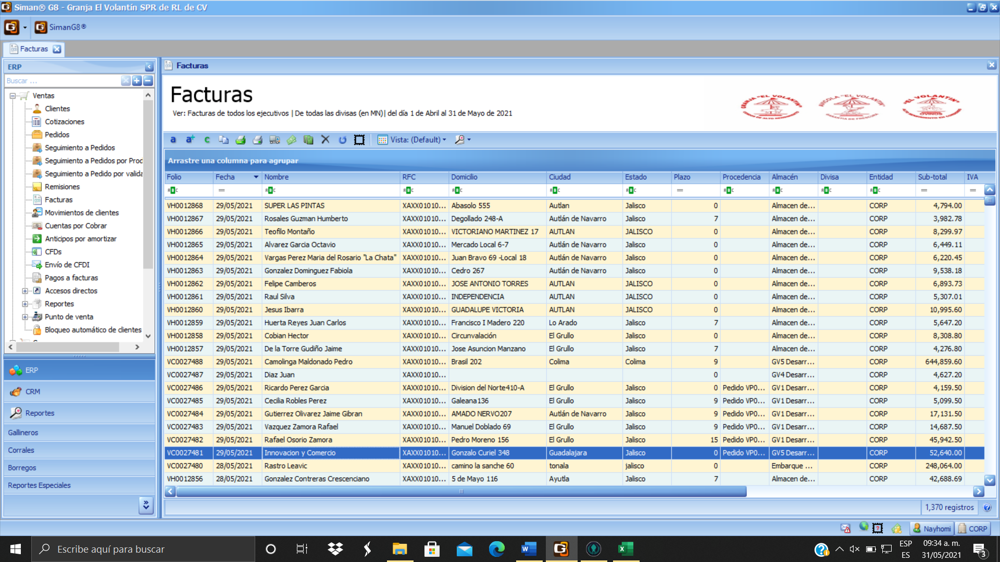 Siman® G8 - Granja El Volantín SPR de RL de CV
SimanG8®
Facturas
ERP
Buscar ...
Ventas
Clientes
Cotizaciones
Pedidos
Seguimiento a Pedidos
Seguimiento a Pedidos por Prod
Seguimiento a Pedido por valida
Remisiones
Facturas
Movimientos de clientes
Cuentas por Cobrar
Anticipos por amortizar
CFDs
Envío de CFDI
Pagos a facturas
Accesos directos
Reportes
Punto de venta
Bloqueo automático de clientes
ERP
CRM
Reportes
Gallineros
Corrales
Borregos
Reportes Especiales
Facturas
Facturas
Ver: Facturas de todos los ejecutivos | De todas las divisas (en MN)| del día 1 de Abril al 31 de Mayo de 2021
Vista: (Default)
Arrastre una columna para agrupar
Folio Fecha Nombre RFC Domicilio Ciudad Estado Plazo Procedencia Almacén Divisa Entidad Sub-total IVA
VH0012868 29/05/2021 SUPER LAS PINTAS XAXX01010... Abasolo 555 Autlan Jalisco 0 Almacen de... CORP 4,794.00
VH0012867 29/05/2021 Rosales Guzman Humberto XAXX01010... Degollado 248-A Autlán de Navarro Jalisco 7 Almacen de... CORP 3,982.78
VH0012866 29/05/2021 Teofilo Montaño XAXX01010... VICTORIANO MARTINEZ 17 AUTLAN JALISCO 0 Almacen de... CORP 8,299.97
VH0012865 29/05/2021 Alvarez Garcia Octavio XAXX01010... Mercado Local 6-7 Autlán de Navarro Jalisco 0 Almacen de... CORP 6,449.11
VH0012864 29/05/2021 Vargas Perez Maria del Rosario "La Chata" XAXX01010... Juan Bravo 69 -Local 18 Autlán de Navarro Jalisco 0 Almacen de... CORP 6,220.45
VH0012863 29/05/2021 Gonzalez Dominguez Fabiola XAXX01010... Cedro 267 Autlán de Navarro Jalisco 0 Almacen de... CORP 9,538.18
VH0012862 29/05/2021 Felipe Camberos XAXX01010... JOSE ANTONIO TORRES AUTLAN JALISCO 0 Almacen de... CORP 6,893.73
VH0012861 29/05/2021 Raul Silva XAXX01010... INDEPENDENCIA AUTLAN JALISCO 0 Almacen de... CORP 5,307.01
VH0012860 29/05/2021 Jesus Ibarra XAXX01010... GUADALUPE VICTORIA AUTLAN JALISCO 0 Almacen de... CORP 10,995.60
VH0012859 29/05/2021 Huerta Reyes Juan Carlos XAXX01010... Francisco I Madero 220 Lo Arado Jalisco 7 Almacen de... CORP 5,647.20
VH0012858 29/05/2021 Cobian Hector XAXX01010... Circunvalación El Grullo Jalisco 0 Almacen de... CORP 8,308.80
VH0012857 29/05/2021 De la Torre Gudiño Jaime XAXX01010... Jose Asuncion Manzano El Grullo Jalisco 7 Almacen de... CORP 4,276.80
VC0027488 29/05/2021 Camolinga Maldonado Pedro XAXX01010... Brasil 202 Colima Colima 9 GV5 Desarr... CORP 644,859.60
VC0027487 29/05/2021 Diaz Juan XAXX01010... 0 GV4 Desarr... CORP 4,627.20
VC0027486 29/05/2021 Ricardo Perez Garcia XAXX01010... Division del Norte410-A El Grullo Jalisco 0 Pedido VP0... GV1 Desarr... CORP 4,159.50
VC0027485 29/05/2021 Cecilia Robles Perez XAXX01010... Galeana136 El Grullo Jalisco 9 Pedido VP0... GV1 Desarr... CORP 5,099.50
VC0027484 29/05/2021 Gutierrez Olivarez Jaime Gibran XAXX01010... AMADO NERVO207 Autlán de Navarro Jalisco 9 Pedido VP0... GV1 Desarr... CORP 17,131.50
VC0027483 29/05/2021 Vazquez Zamora Rafael XAXX01010... Manuel Doblado 69 El Grullo Jalisco 9 Pedido VP0... GV1 Desarr... CORP 14,687.50
VC0027482 29/05/2021 Rafael Osorio Zamora XAXX01010... Pedro Moreno 156 El Grullo Jalisco 15 Pedido VP0... GV1 Desarr... CORP 45,942.50
VC0027481 29/05/2021 Innovacion y Comercio XAXX01010... Gonzalo Curiel 348 Guadalajara Jalisco 0 Pedido VP0... GV5 Desarr... CORP 52,640.00
VC0027480 28/05/2021 Rastro Leavic XAXX01010... camino la sanche 60 tonala jalisco 0 Embarque ... CORP 248,064.00
VH0012856 28/05/2021 Gonzalez Contreras Crescenciano XAXX01010... 5 de Mayo 116 Ayutla Jalisco 7 Almacen de... CORP 42,688.69
1,370 registros
Nayhomi CORP
Escribe aquí para buscar
ESP
ES
09:34 a. m.
31/05/2021
3